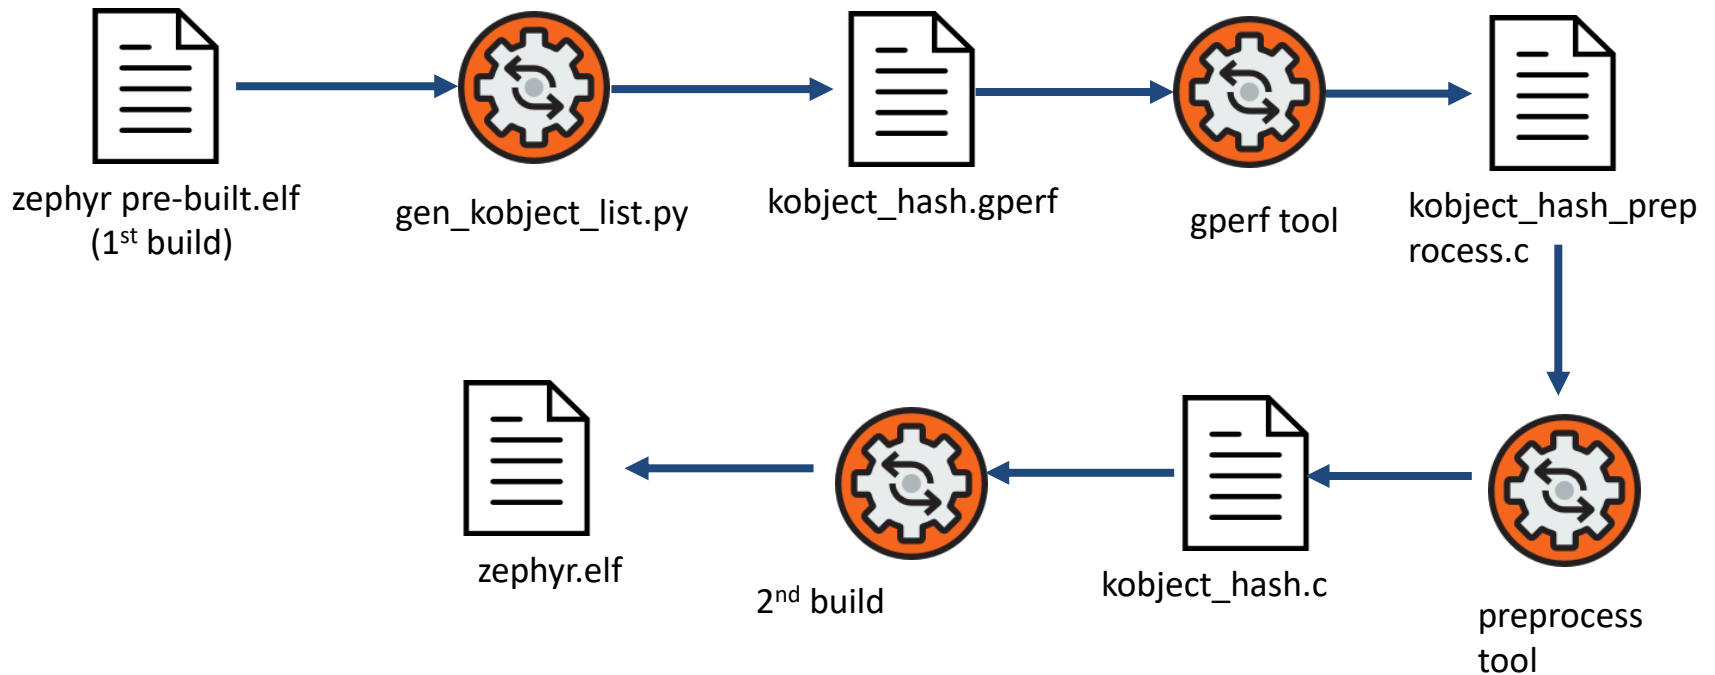 zephyr pre-built.elf
(1st build)
gen_kobject_list.py
kobject_hash.gperf
gperf tool
kobject_hash_prep
rocess.c
zephyr.elf
2nd build
kobject_hash.c
preprocess
tool